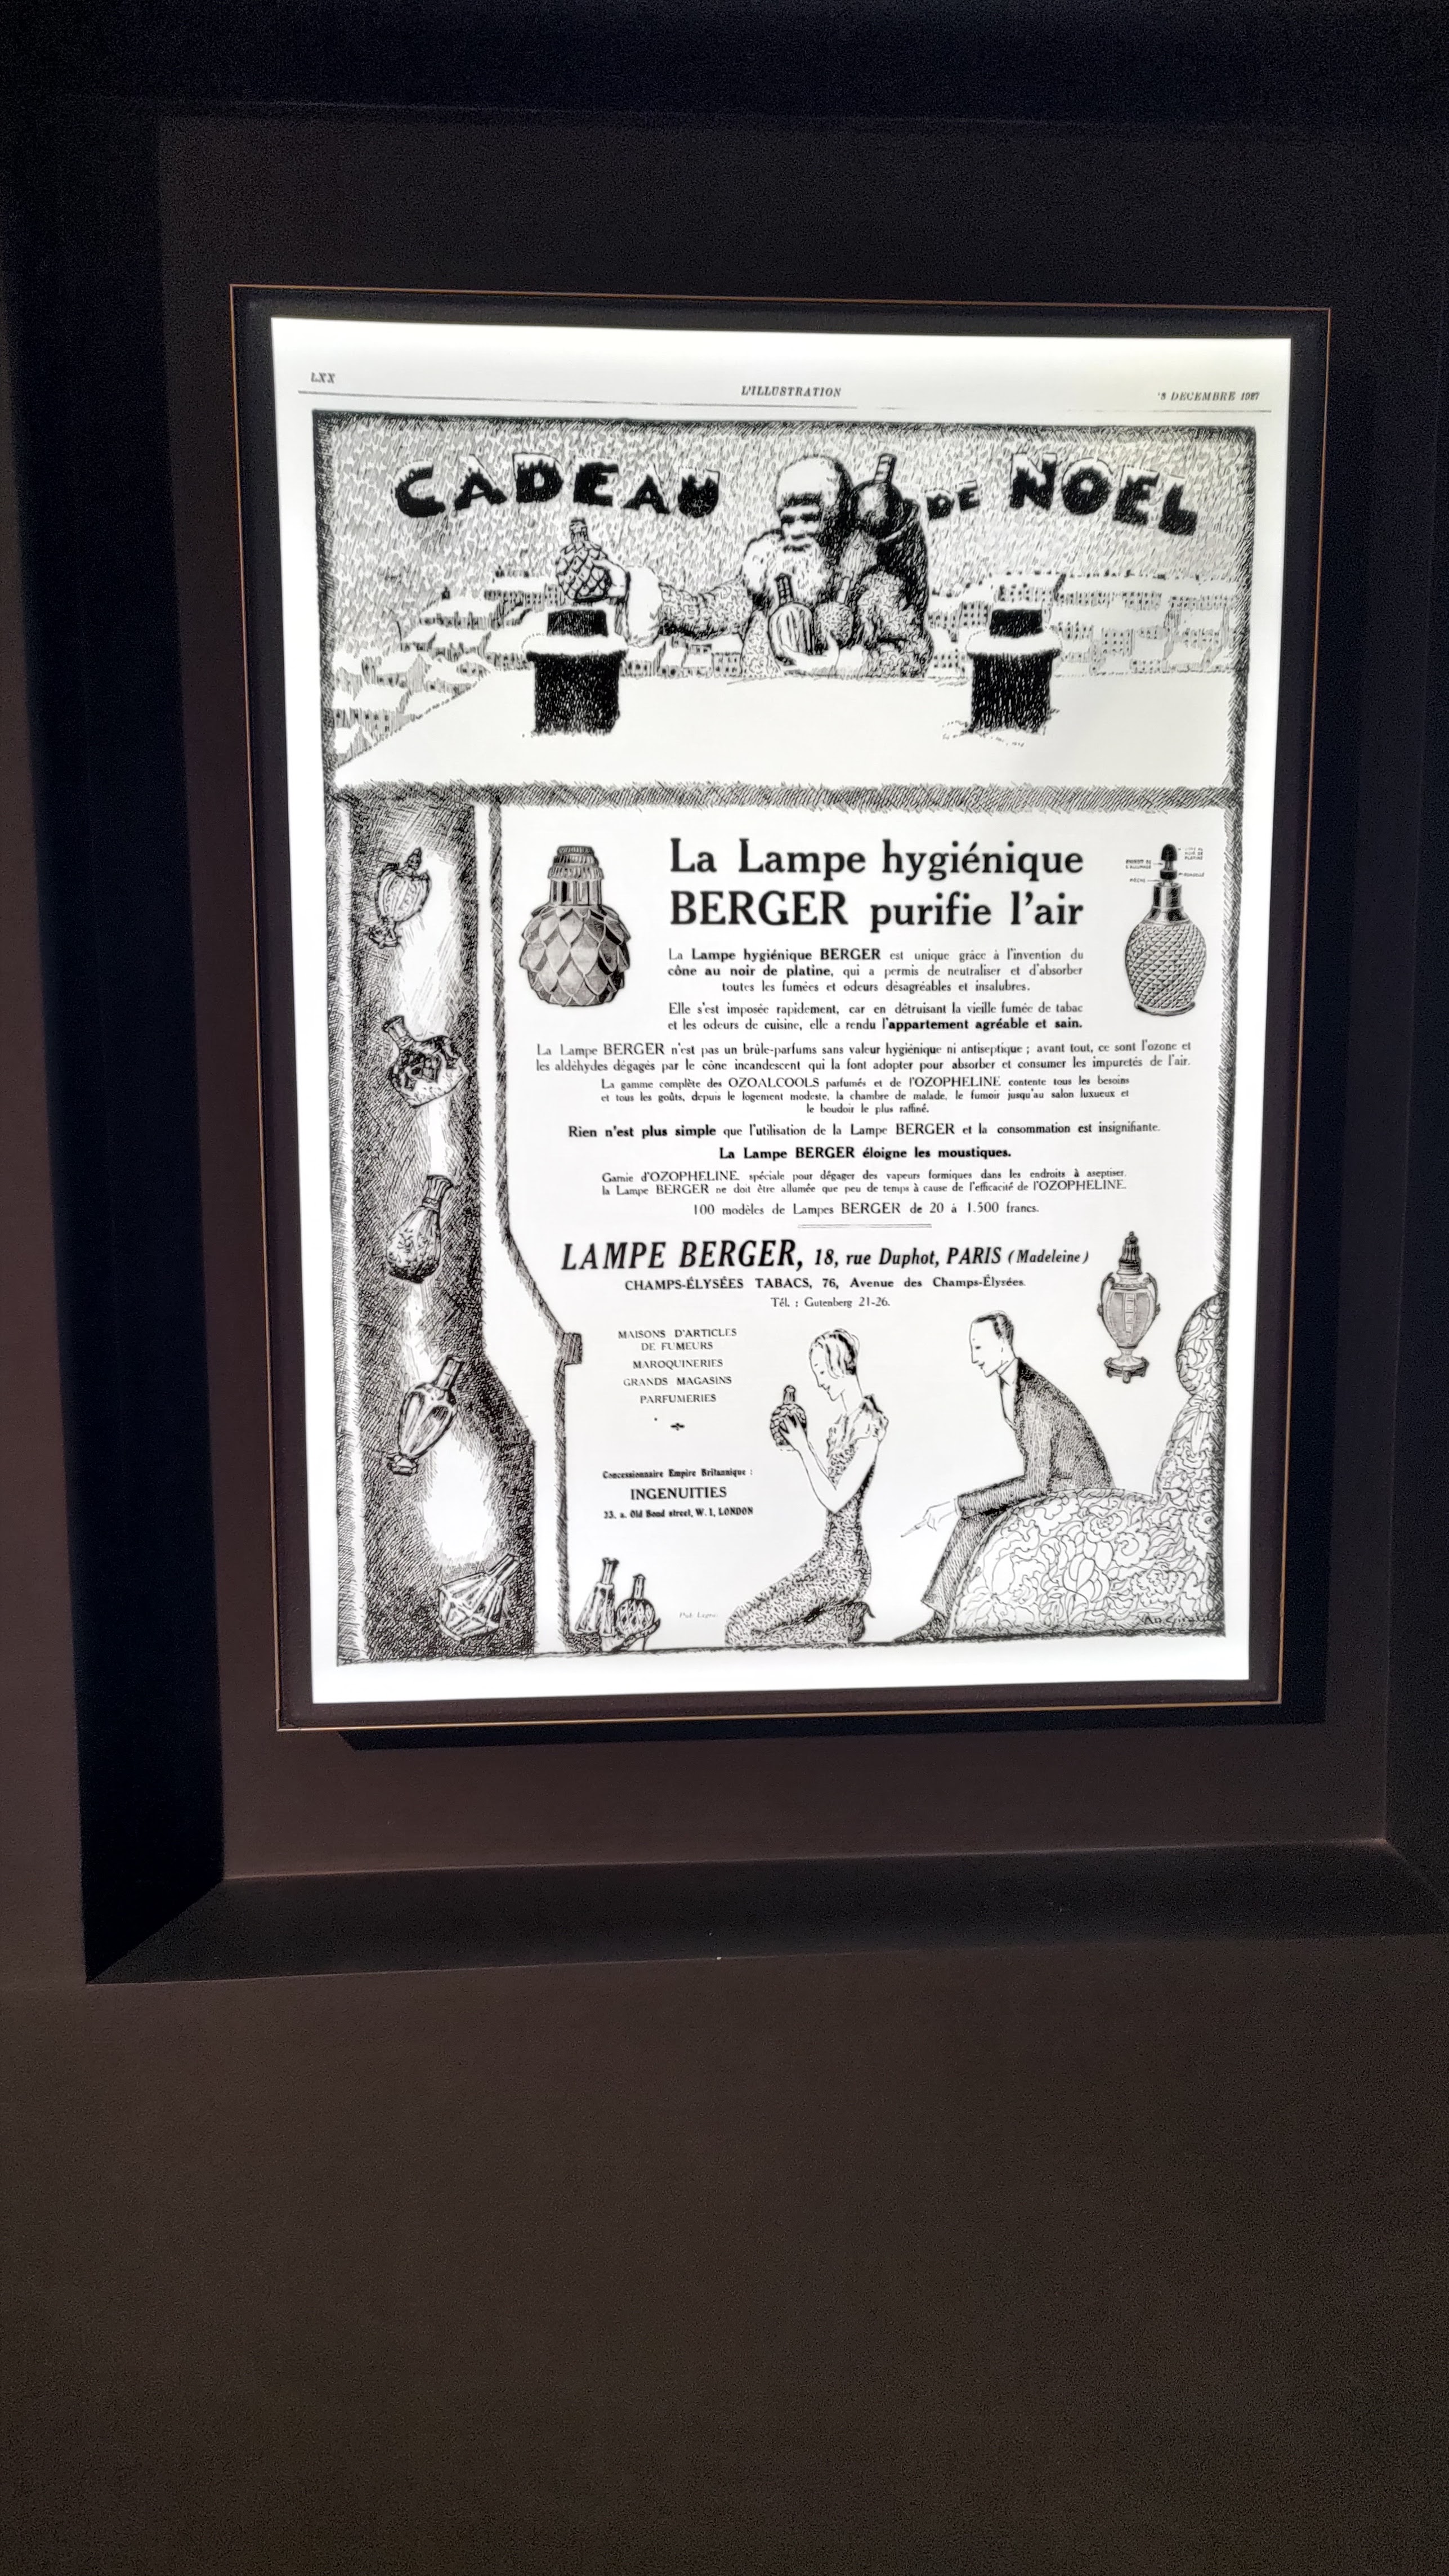 LXX
L'ILLUSTRATION
DECEMBRE 1927
CADEAU DE NOEL
La Lampe hygiénique
BERGER purifie l'air
La Lampe hygiénique BERGER est unique grâce à l'invention du
cône au noir de platine, qui a permis de neutraliser et d'absorber
toutes les fumées et odeurs désagréables et insalubres.
Elle s'est imposée rapidement, car en détruisant la vieille fumée de tabac
et les odeurs de cuisine, elle a rendu l'appartement agréable et sain.
La Lampe BERGER n'est pas un brûle-parfums sans valeur hygiénique ni antiseptique ; avant tout, ce sont l'ozone et
les aldéhydes dégagés par le cône incandescent qui la font adopter pour absorber et consumer les impuretés de l'air.
La gamme complète des OZOALCOOLS parfumés et de l'OZOPHELINE contente tous les besoins
et tous les goûts, depuis le logement modeste, la chambre de malade, le fumoir jusqu'au salon luxueux et
le boudoir le plus raffiné.
Rien n'est plus simple que l'utilisation de la Lampe BERGER et la consommation est insignifiante.
La Lampe BERGER éloigne les moustiques.
Garnie d'OZOPHELINE spéciale pour dégager des vapeurs formiques dans les endroits à aseptiser,
la Lampe BERGER ne doit être allumée que peu de temps à cause de l'efficacité de l'OZOPHELINE.
100 modèles de Lampes BERGER de 20 à 1.500 francs.
LAMPE BERGER, 18, rue Duphot, PARIS (Madeleine)
CHAMPS-ÉLYSÉES TABACS, 76, Avenue des Champs-Élysées.
Tél. : Gutenberg 21-26.
MAISONS D'ARTICLES
DE FUMEURS
MAROQUINERIES
GRANDS MAGASINS
PARFUMERIES
Concessionnaire Empire Britannique :
INGENUITIES
Old Bond street, W. 1, LONDON